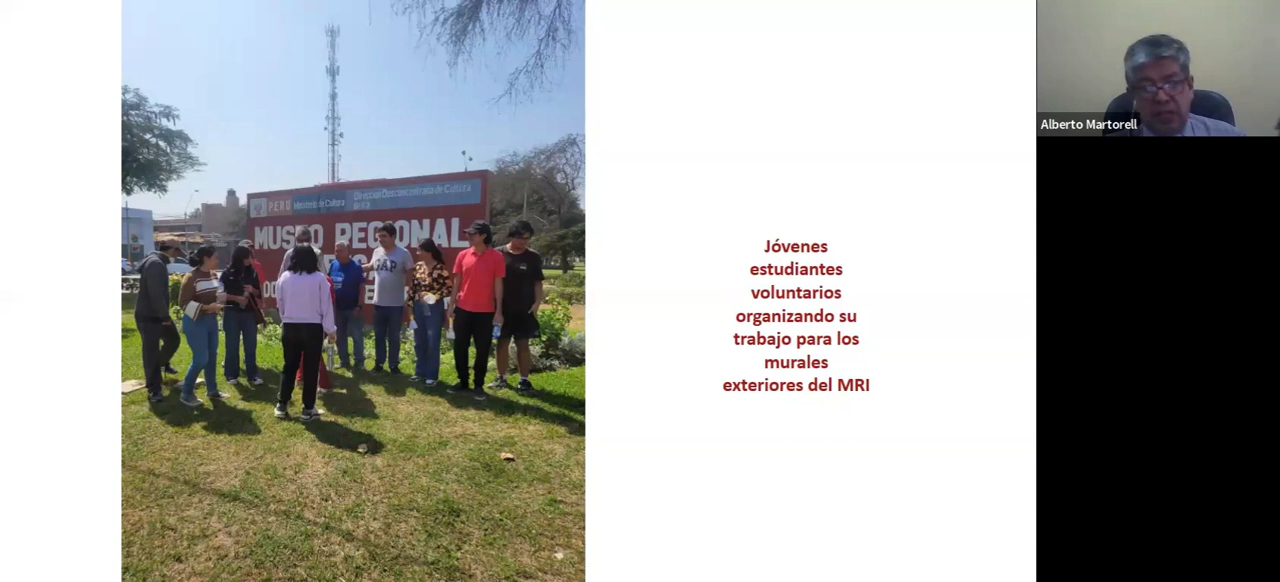 PERÚ Ministerio de Cultura Dirección Desconcentrada de Cultura
MUSEO REGIONAL
GAP
Jóvenes
estudiantes
voluntarios
organizando su
trabajo para los
murales
exteriores del MRI
Alberto Martorell